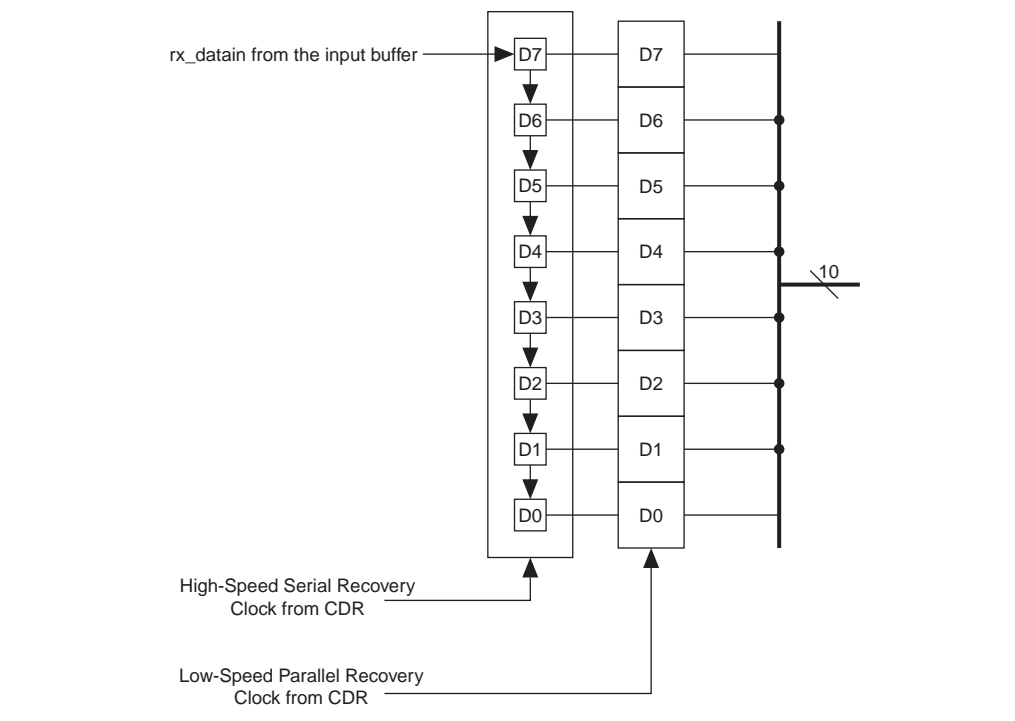 rx_datain from the input buffer
D7 D7
D6 D6
D5 D5
D4 D4
10
D3 D3
D2 D2
D1 D1
D0 D0
High-Speed Serial Recovery
Clock from CDR
Low-Speed Parallel Recovery
Clock from CDR